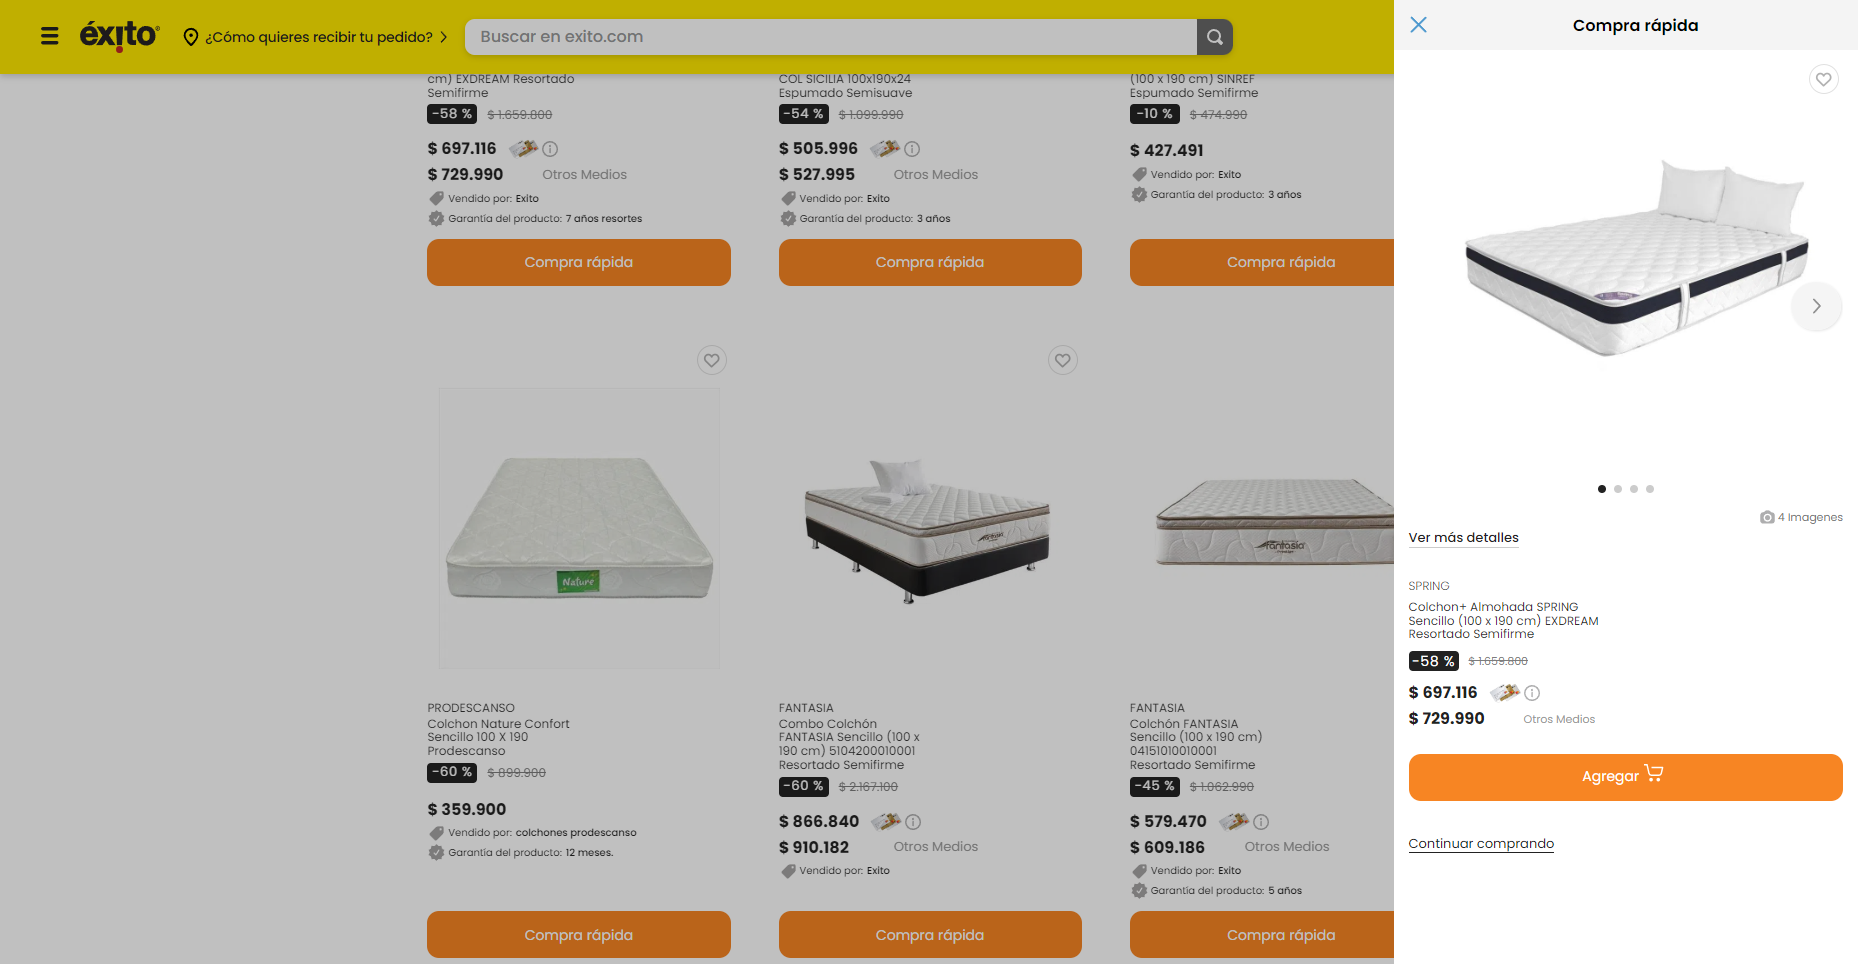 éxito
¿Cómo quieres recibir tu pedido?
Buscar en exito.com
cm) EXDREAM Resortado
Semifirme
-58 % $ 1.659.800
$ 697.116
$ 729.990 Otros Medios
Vendido por: Exito
Garantía del producto: 7 años resortes
Compra rápida
COL SICILIA 100x190x24
Espumado Semisuave
-54 % $ 1.099.990
$ 505.996
$ 527.995 Otros Medios
Vendido por: Exito
Garantía del producto: 3 años
Compra rápida
(100 x 190 cm) SINREF
Espumado Semifirme
-10 % $ 474.990
$ 427.491
Vendido por: Exito
Garantía del producto: 3 años
Compra rápida
Nature
PRODESCANSO
Colchon Nature Confort
Sencillo 100 X 190
Prodescanso
-60 % $ 899.900
$ 359.900
Vendido por: colchones prodescanso
Garantía del producto: 12 meses.
Compra rápida
fantasia
FANTASIA
Combo Colchón
FANTASIA Sencillo (100 x
190 cm) 5104200010001
Resortado Semifirme
-60 % $ 2.167.100
$ 866.840
$ 910.182 Otros Medios
Vendido por: Exito
Compra rápida
fantasia
FANTASIA
Colchón FANTASIA
Sencillo (100 x 190 cm)
04151010010001
Resortado Semifirme
-45 % $ 1.062.990
$ 579.470
$ 609.186 Otros Medios
Vendido por: Exito
Garantía del producto: 5 años
Compra rápida
Compra rápida
4 Imagenes
Ver más detalles
SPRING
Colchon+ Almohada SPRING
Sencillo (100 x 190 cm) EXDREAM
Resortado Semifirme
-58 % $ 1.659.800
$ 697.116
$ 729.990 Otros Medios
Agregar
Continuar comprando